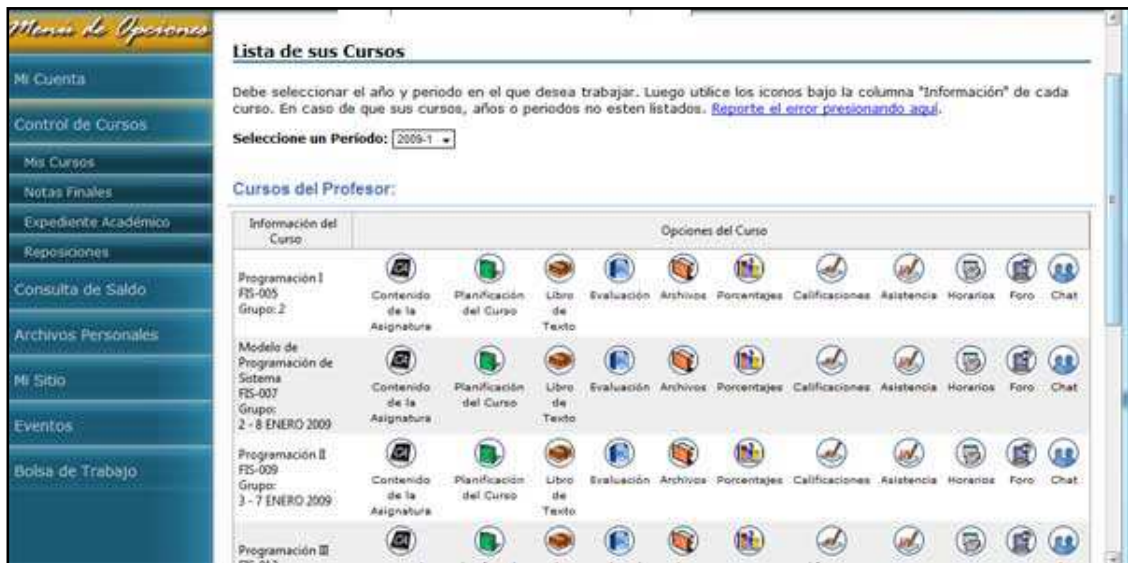 Menú de Opciones
Mi Cuenta
Control de Cursos
Mis Cursos
Notas Finales
Expediente Académico
Reposiciones
Consulta de Saldo
Archivos Personales
Mi Sitio
Eventos
Bolsa de Trabajo
Lista de sus Cursos
Debe seleccionar el año y periodo en el que desea trabajar. Luego utilice los iconos bajo la columna "Información" de cada
curso. En caso de que sus cursos, años o periodos no esten listados. Reporte el error presionando aquí.
Seleccione un Período: 2009-1
Cursos del Profesor:
Información del
Curso
Opciones del Curso
Programación I
FIS-005
Grupo: 2
Contenido
de la
Asignatura
Planificación
del Curso
Libro
de
Texto
Evaluación
Archivos
Porcentajes
Calificaciones
Asistencia
Horarios
Foro
Chat
Modelo de
Programación de
Sistema
FIS-007
Grupo:
2 - 8 ENERO 2009
Contenido
de la
Asignatura
Planificación
del Curso
Libro
de
Texto
Evaluación
Archivos
Porcentajes
Calificaciones
Asistencia
Horarios
Foro
Chat
Programación II
FIS-009
Grupo:
3 - 7 ENERO 2009
Contenido
de la
Asignatura
Planificación
del Curso
Libro
de
Texto
Evaluación
Archivos
Porcentajes
Calificaciones
Asistencia
Horarios
Foro
Chat
Programación III